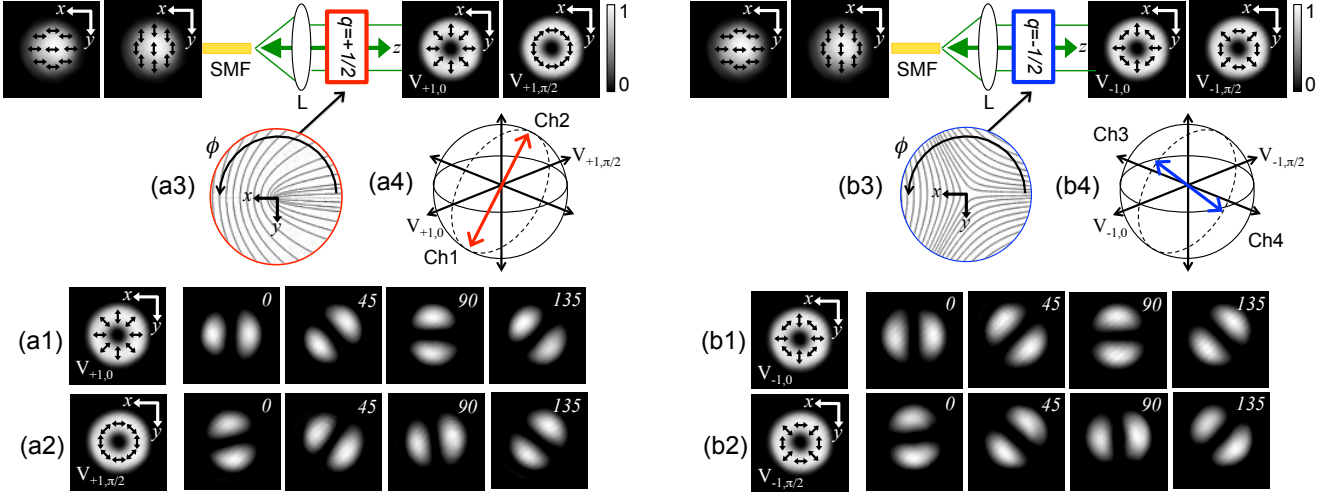 x
y
x
y
SMF
L
q=+1/2
z
x
y
V+1,0
x
y
V+1,π/2
1
0
ϕ
(a3)
x
y
(a4)
Ch2
V+1,π/2
V+1,0
Ch1
(a1)
x
y
V+1,0
0
45
90
135
(a2)
x
y
V+1,π/2
0
45
90
135
x
y
x
y
SMF
L
q=-1/2
z
x
y
V-1,0
x
y
V-1,π/2
1
0
ϕ
(b3)
x
y
(b4)
Ch3
V-1,π/2
V-1,0
Ch4
(b1)
x
y
V-1,0
0
45
90
135
(b2)
x
y
V-1,π/2
0
45
90
135